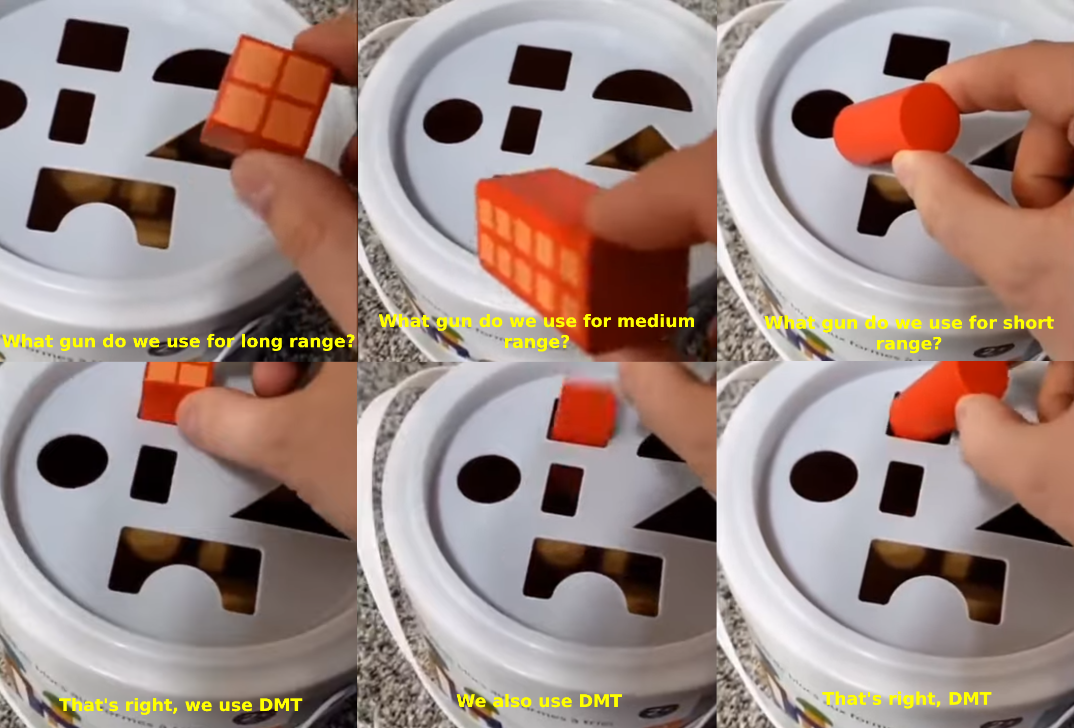 What gun do we use for long range?
What gun do we use for medium
range?
What gun do we use for short
range?
That's right, we use DMT
We also use DMT
That's right, DMT